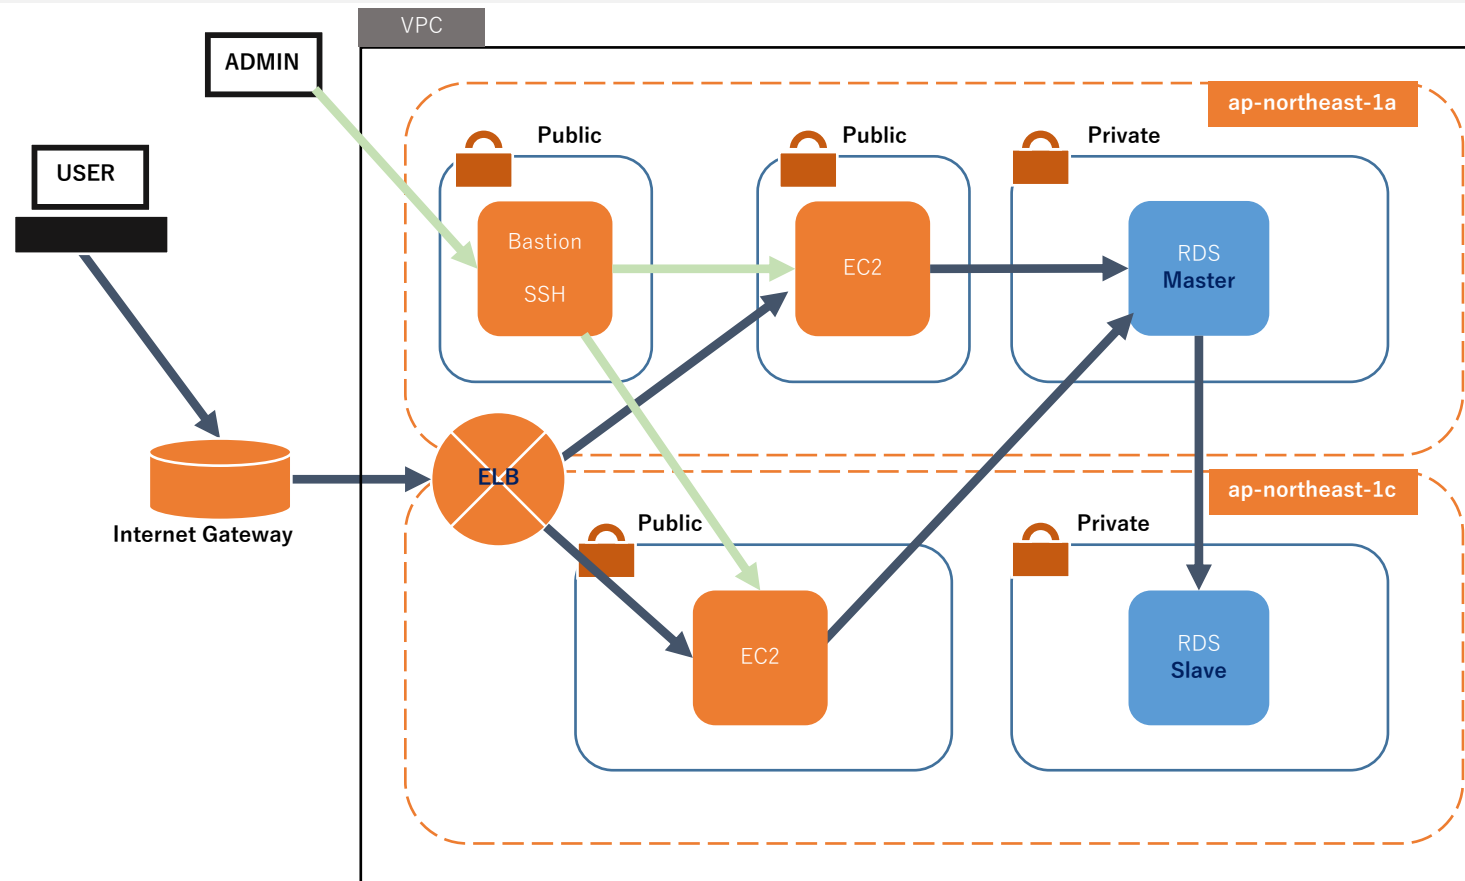 VPC
ADMIN
ap-northeast-1a
Public
Public
Private
USER
Bastion
SSH
EC2
RDS
Master
ELB
Internet Gateway
ap-northeast-1c
Public
Private
EC2
RDS
Slave